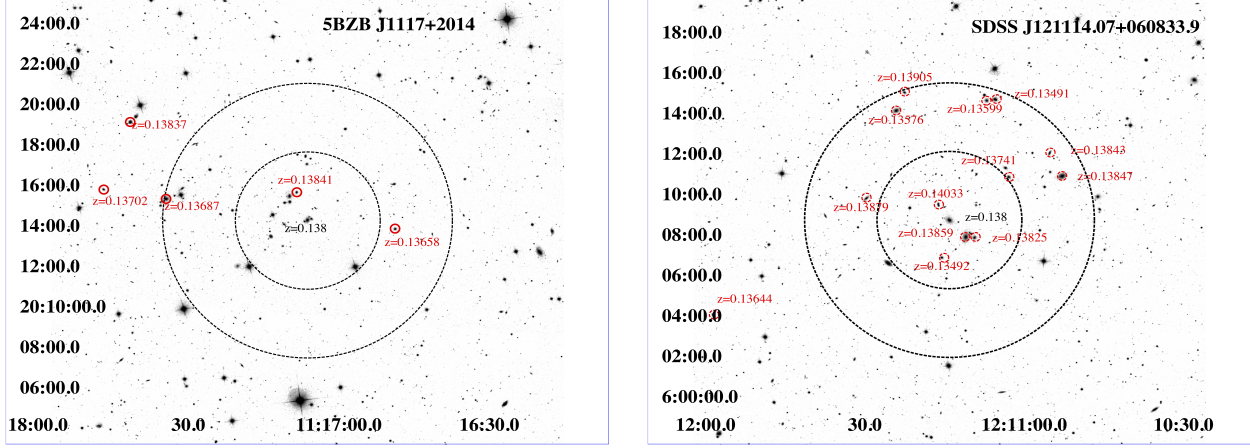 5BZB J1117+2014
24:00.0
22:00.0
20:00.0
18:00.0
16:00.0
14:00.0
12:00.0
20:10:00.0
08:00.0
06:00.0
18:00.0
30.0
11:17:00.0
16:30.0
z=0.13837
z=0.13841
z=0.13702
z=0.13687
z=0.138
z=0.13658
SDSS J121114.07+060833.9
18:00.0
16:00.0
14:00.0
12:00.0
10:00.0
08:00.0
06:00.0
04:00.0
02:00.0
6:00:00.0
12:00.0
30.0
12:11:00.0
10:30.0
z=0.13905
z=0.13491
z=0.13599
z=0.13576
z=0.13843
z=0.13741
z=0.13847
z=0.14033
z=0.13879
z=0.138
z=0.13859
z=0.13825
z=0.13492
z=0.13644